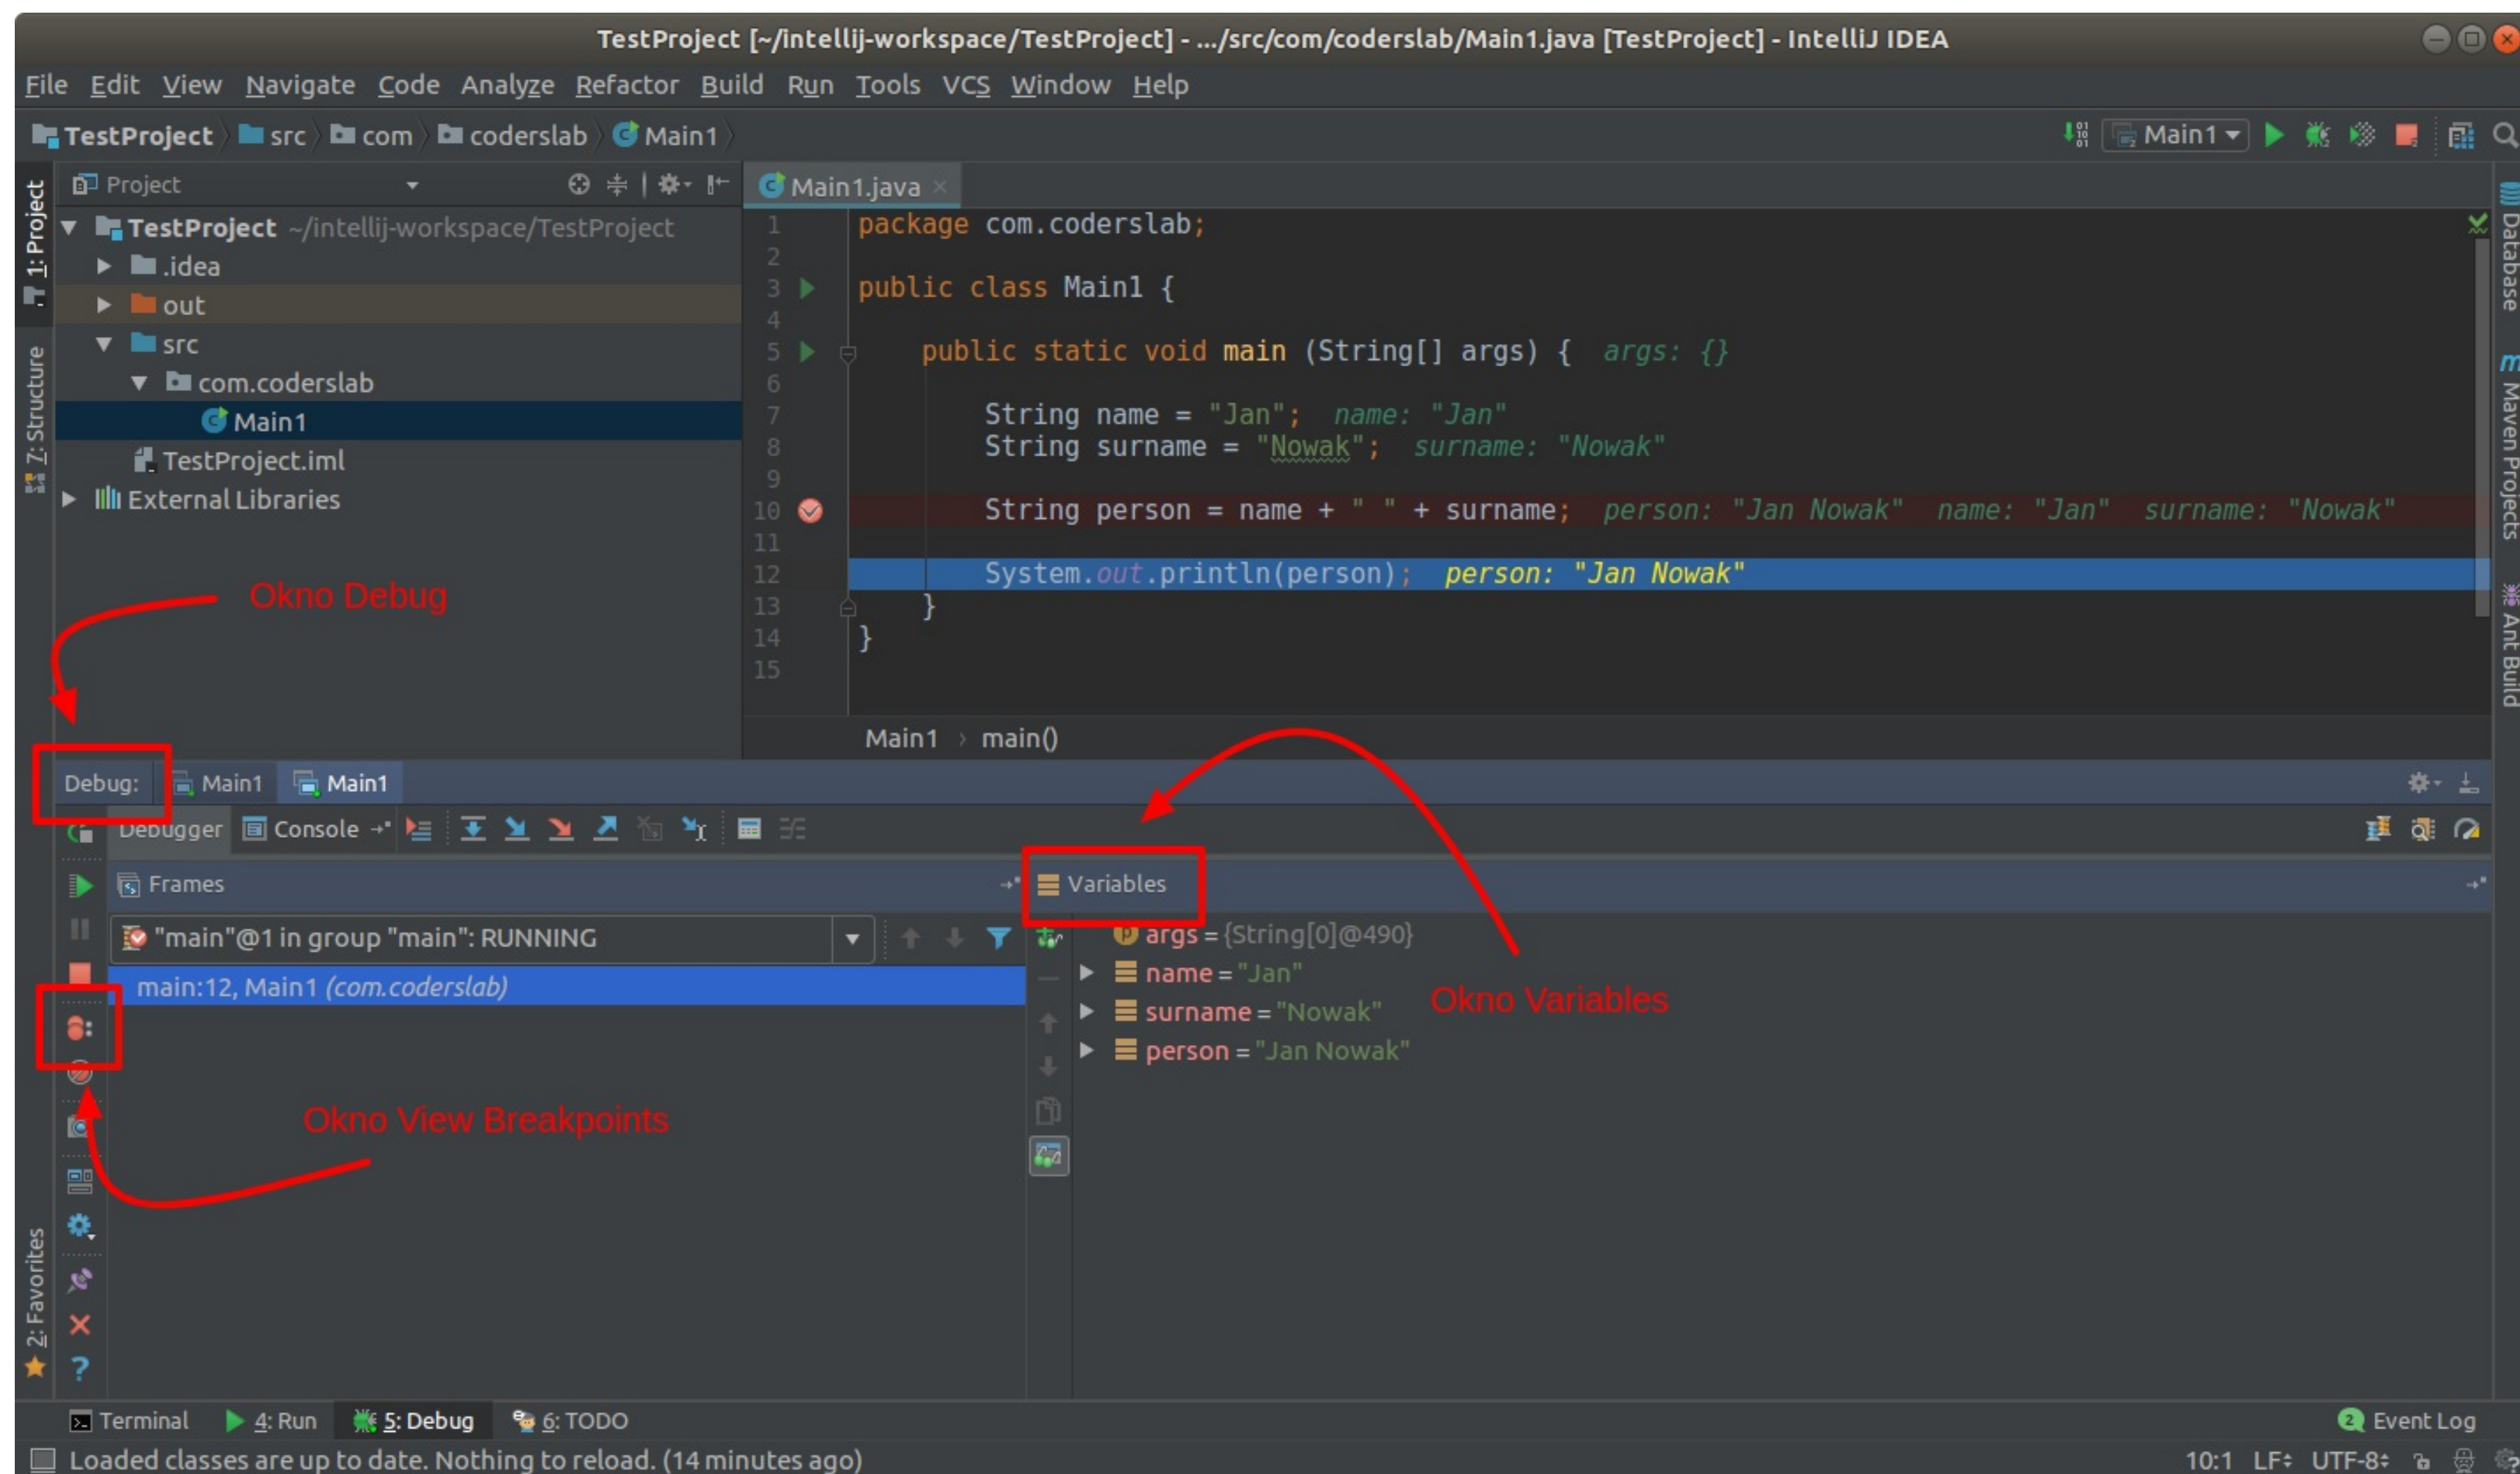 TestProject [~/intellij-workspace/TestProject] - .../src/com/coderslab/Main1.java [TestProject] - IntelliJ IDEA
File Edit View Navigate Code Analyze Refactor Build Run Tools VCS Window Help
TestProject src com coderslab Main1
Main1
1: Project
7: Structure
2: Favorites
Project
TestProject ~/intellij-workspace/TestProject
.idea
out
src
com.coderslab
Main1
TestProject.iml
External Libraries
Okno Debug
Main1.java
1 package com.coderslab;
2
3 public class Main1 {
4
5 public static void main (String[] args) { args: {}
6
7 String name = "Jan"; name: "Jan"
8 String surname = "Nowak"; surname: "Nowak"
9
10 String person = name + " " + surname; person: "Jan Nowak" name: "Jan" surname: "Nowak"
11
12 System.out.println(person); person: "Jan Nowak"
13 }
14 }
15
Main1 › main()
Database
m Maven Projects
Ant Build
Debug: Main1 Main1
Debugger Console
Frames
"main"@1 in group "main": RUNNING
main:12, Main1 (com.coderslab)
Okno View Breakpoints
Variables
args = {String[0]@490}
name = "Jan"
surname = "Nowak"
person = "Jan Nowak"
Okno Variables
Terminal 4: Run 5: Debug 6: TODO
2 Event Log
Loaded classes are up to date. Nothing to reload. (14 minutes ago)
10:1 LF UTF-8